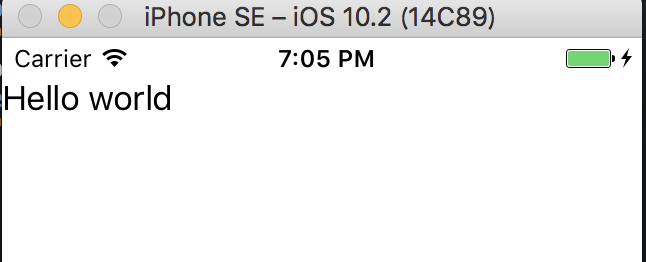 iPhone SE – iOS 10.2 (14C89)
Carrier 7:05 PM
Hello world